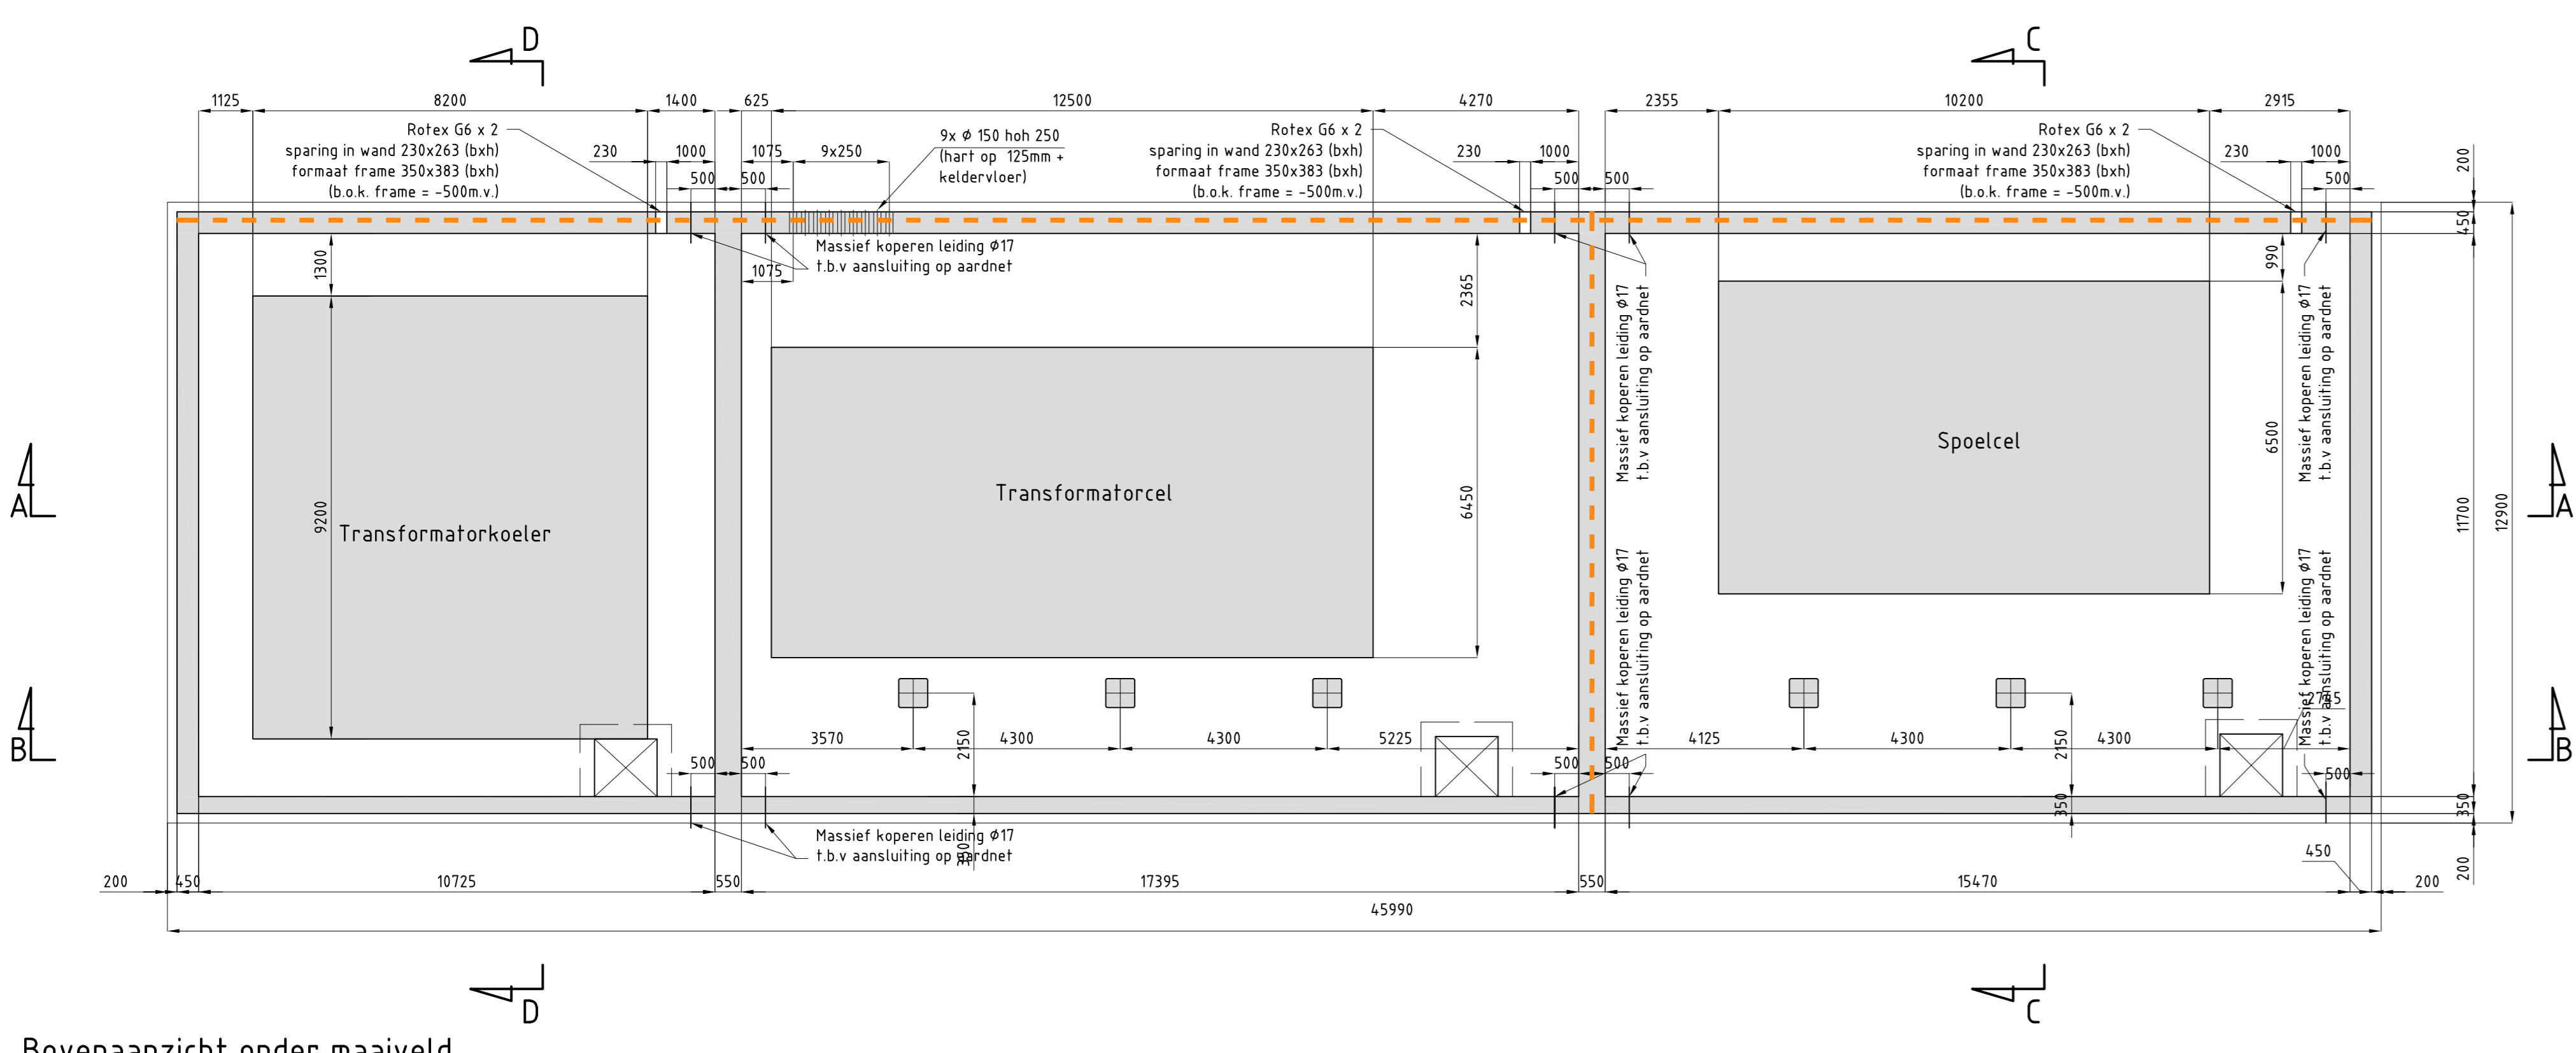 D
C
1125
8200
1400
625
12500
4270
2355
10200
2915
Rotex G6 x 2
sparing in wand 230x263 (bxh)
formaat frame 350x383 (bxh)
(b.o.k. frame = -500m.v.)
230
1000
500
1075
9x250
500
9x Ø 150 hoh 250
(hart op 125mm +
keldervloer)
Rotex G6 x 2
sparing in wand 230x263 (bxh)
formaat frame 350x383 (bxh)
(b.o.k. frame = -500m.v.)
230
1000
500
500
Rotex G6 x 2
sparing in wand 230x263 (bxh)
formaat frame 350x383 (bxh)
(b.o.k. frame = -500m.v.)
230
1000
500
200
450
Massief koperen leiding Ø17
t.b.v aansluiting op aardnet
1075
1300
2365
990
Massief koperen leiding Ø17
t.b.v aansluiting op aardnet
Massief koperen leiding Ø17
t.b.v aansluiting op aardnet
9200
Transformatorkoeler
Transformatorcel
6450
Spoelcel
6500
11700
12900
A
A
Massief koperen leiding Ø17
t.b.v aansluiting op aardnet
Massief koperen leiding Ø17
t.b.v aansluiting op aardnet
B
B
3570
4300
4300
5225
2150
4125
4300
4300
2745
2150
500
500
500
500
500
350
350
350
Massief koperen leiding Ø17
t.b.v aansluiting op aardnet
200
450
10725
550
17395
550
15470
450
200
200
45990
D
C
Bovenaanzicht onder maaiveld